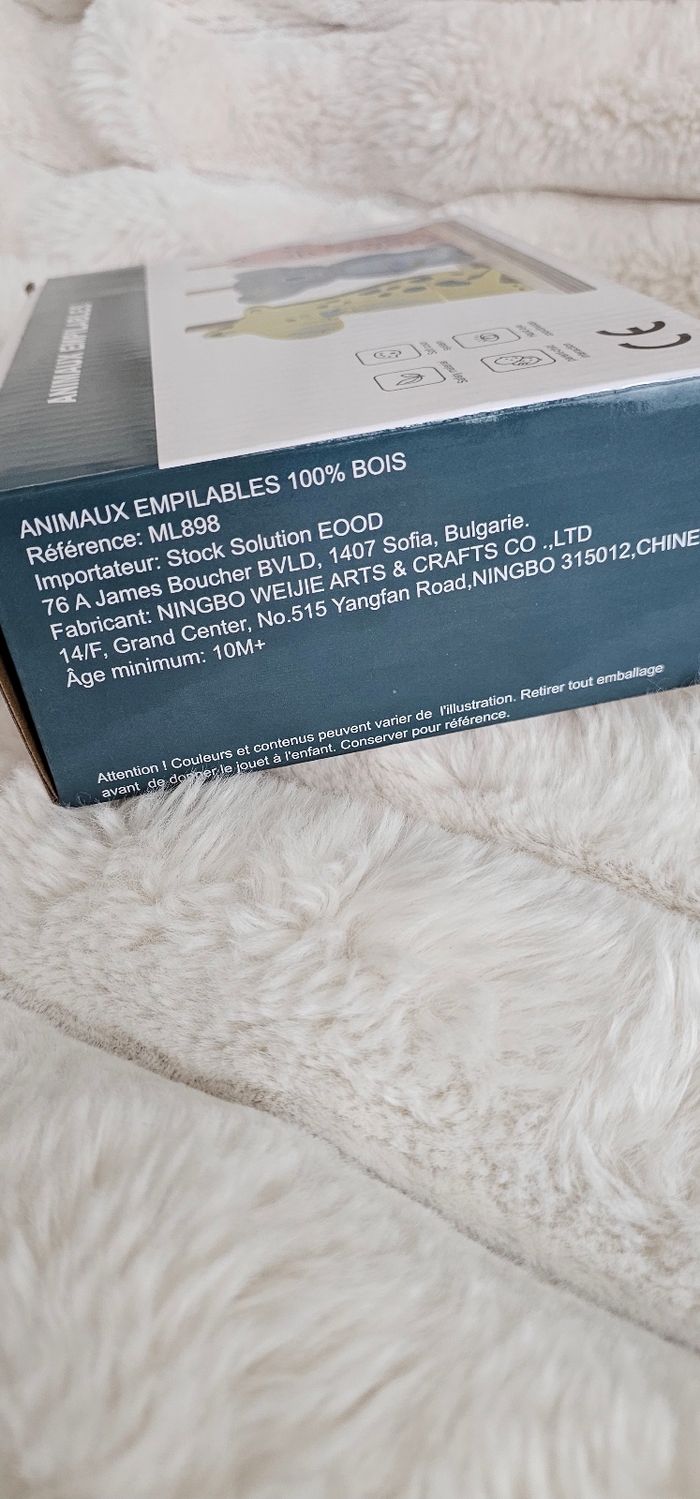 ANIMAUX EMPILABLES
CE
ANIMAUX EMPILABLES 100% BOIS
Référence: ML898
Importateur: Stock Solution EOOD
76 A James Boucher BVLD, 1407 Sofia, Bulgarie.
Fabricant: NINGBO WEIJIE ARTS & CRAFTS CO .,LTD
14/F, Grand Center, No.515 Yangfan Road,NINGBO 315012,CHINE
Âge minimum: 10M+
Attention ! Couleurs et contenus peuvent varier de l'illustration. Retirer tout emballage
avant de donner le jouet à l'enfant. Conserver pour référence.